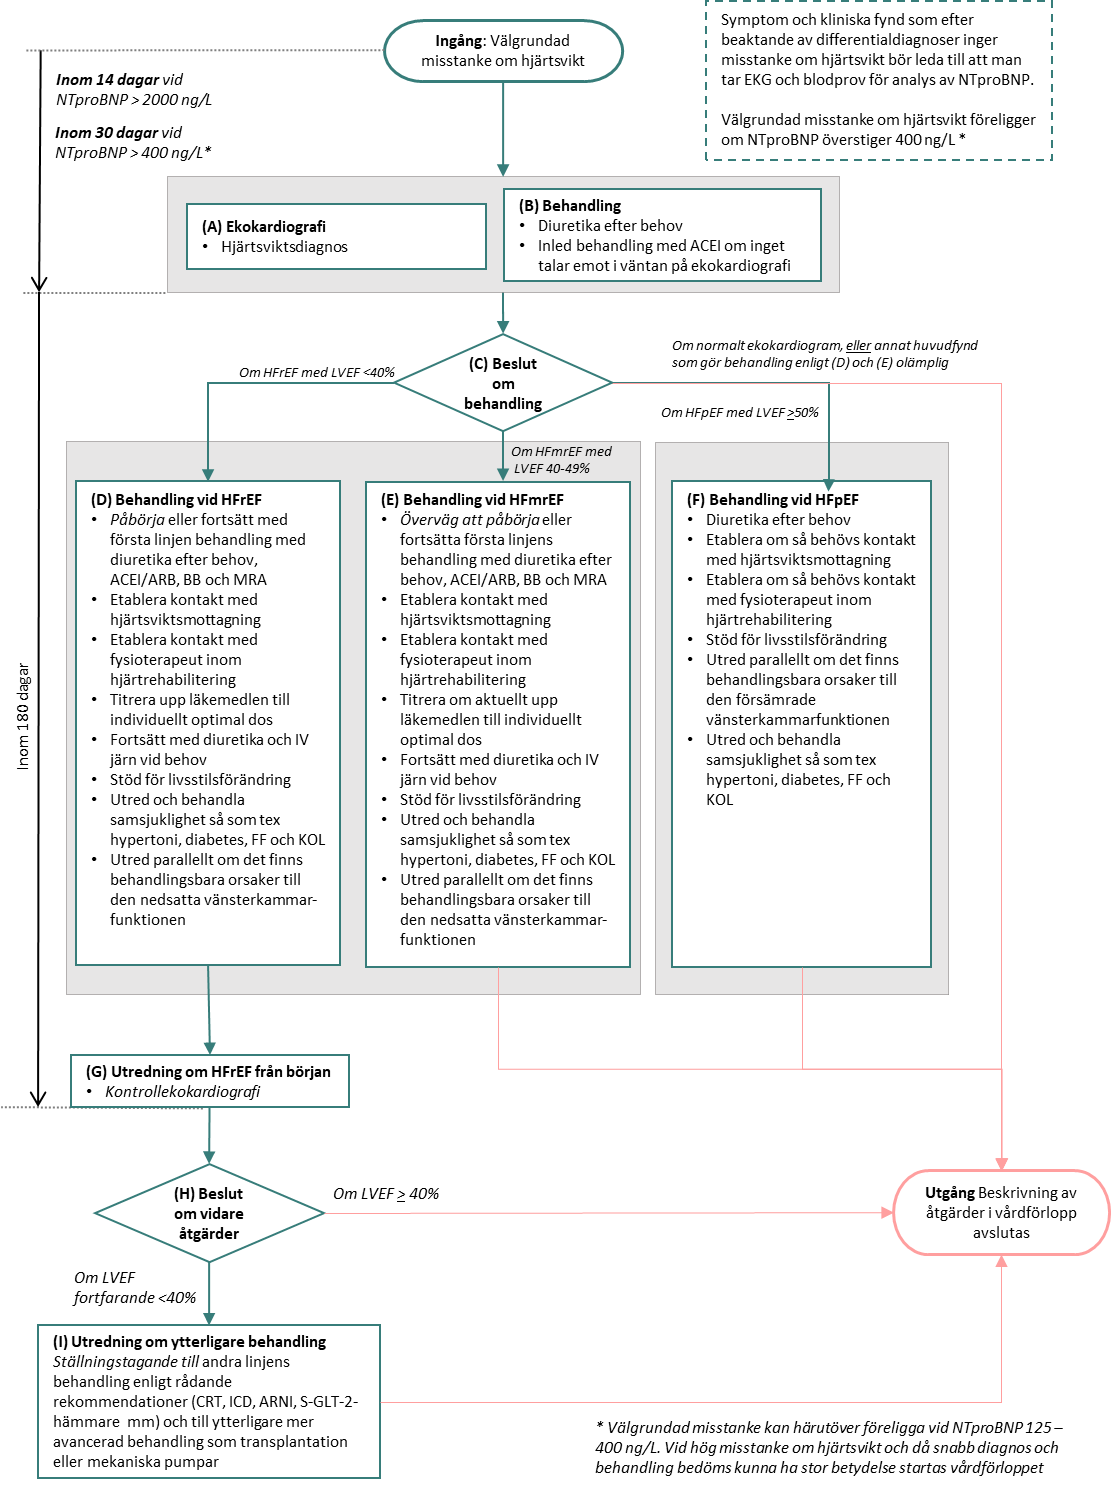 Ingång: Välgrundad
misstanke om hjärtsvikt
Symptom och kliniska fynd som efter
beaktande av differentialdiagnoser inger
misstanke om hjärtsvikt bör leda till att man
tar EKG och blodprov för analys av NTproBNP.
Välgrundad misstanke om hjärtsvikt föreligger
om NTproBNP överstiger 400 ng/L *
Inom 14 dagar vid
NTproBNP > 2000 ng/L
Inom 30 dagar vid
NTproBNP > 400 ng/L*
(A) Ekokardiografi
• Hjärtsviktsdiagnos
(B) Behandling
• Diuretika efter behov
• Inled behandling med ACEI om inget
talar emot i väntan på ekokardiografi
(C) Beslut
om
behandling
Om normalt ekokardiogram, eller annat huvudfynd
som gör behandling enligt (D) och (E) olämplig
Om HFrEF med LVEF <40%
Om HFpEF med LVEF ≥50%
Om HFmrEF med
LVEF 40-49%
Inom 180 dagar
(D) Behandling vid HFrEF
• Påbörja eller fortsätt med
första linjen behandling med
diuretika efter behov,
ACEI/ARB, BB och MRA
• Etablera kontakt med
hjärtsviktsmottagning
• Etablera kontakt med
fysioterapeut inom
hjärtrehabilitering
• Titrera upp läkemedlen till
individuellt optimal dos
• Fortsätt med diuretika och IV
järn vid behov
• Stöd för livsstilsförändring
• Utred och behandla
samsjuklighet så som tex
hypertoni, diabetes, FF och KOL
• Utred parallellt om det finns
behandlingsbara orsaker till
den nedsatta vänsterkammar-
funktionen
(E) Behandling vid HFmrEF
• Överväg att påbörja eller
fortsätta första linjens
behandling med diuretika efter
behov, ACEI/ARB, BB och MRA
• Etablera kontakt med
hjärtsviktsmottagning
• Etablera kontakt med
fysioterapeut inom
hjärtrehabilitering
• Titrera om aktuellt upp
läkemedlen till individuellt
optimal dos
• Fortsätt med diuretika och IV
järn vid behov
• Stöd för livsstilsförändring
• Utred och behandla
samsjuklighet så som tex
hypertoni, diabetes, FF och KOL
• Utred parallellt om det finns
behandlingsbara orsaker till
den nedsatta vänsterkammar-
funktionen
(F) Behandling vid HFpEF
• Diuretika efter behov
• Etablera om så behövs kontakt
med hjärtsviktsmottagning
• Etablera om så behövs kontakt
med fysioterapeut inom
hjärtrehabilitering
• Stöd för livsstilsförändring
• Utred parallellt om det finns
behandlingsbara orsaker till
den försämrade
vänsterkammarfunktionen
• Utred och behandla
samsjuklighet så som tex
hypertoni, diabetes, FF och
KOL
(G) Utredning om HFrEF från början
• Kontrollekokardiografi
(H) Beslut
om vidare
åtgärder
Om LVEF ≥ 40%
Utgång Beskrivning av
åtgärder i vårdförlopp
avslutas
Om LVEF
fortfarande <40%
(I) Utredning om ytterligare behandling
Ställningstagande till andra linjens
behandling enligt rådande
rekommendationer (CRT, ICD, ARNI, S-GLT-2-
hämmare mm) och till ytterligare mer
avancerad behandling som transplantation
eller mekaniska pumpar
* Välgrundad misstanke kan härutöver föreligga vid NTproBNP 125 –
400 ng/L. Vid hög misstanke om hjärtsvikt och då snabb diagnos och
behandling bedöms kunna ha stor betydelse startas vårdförloppet